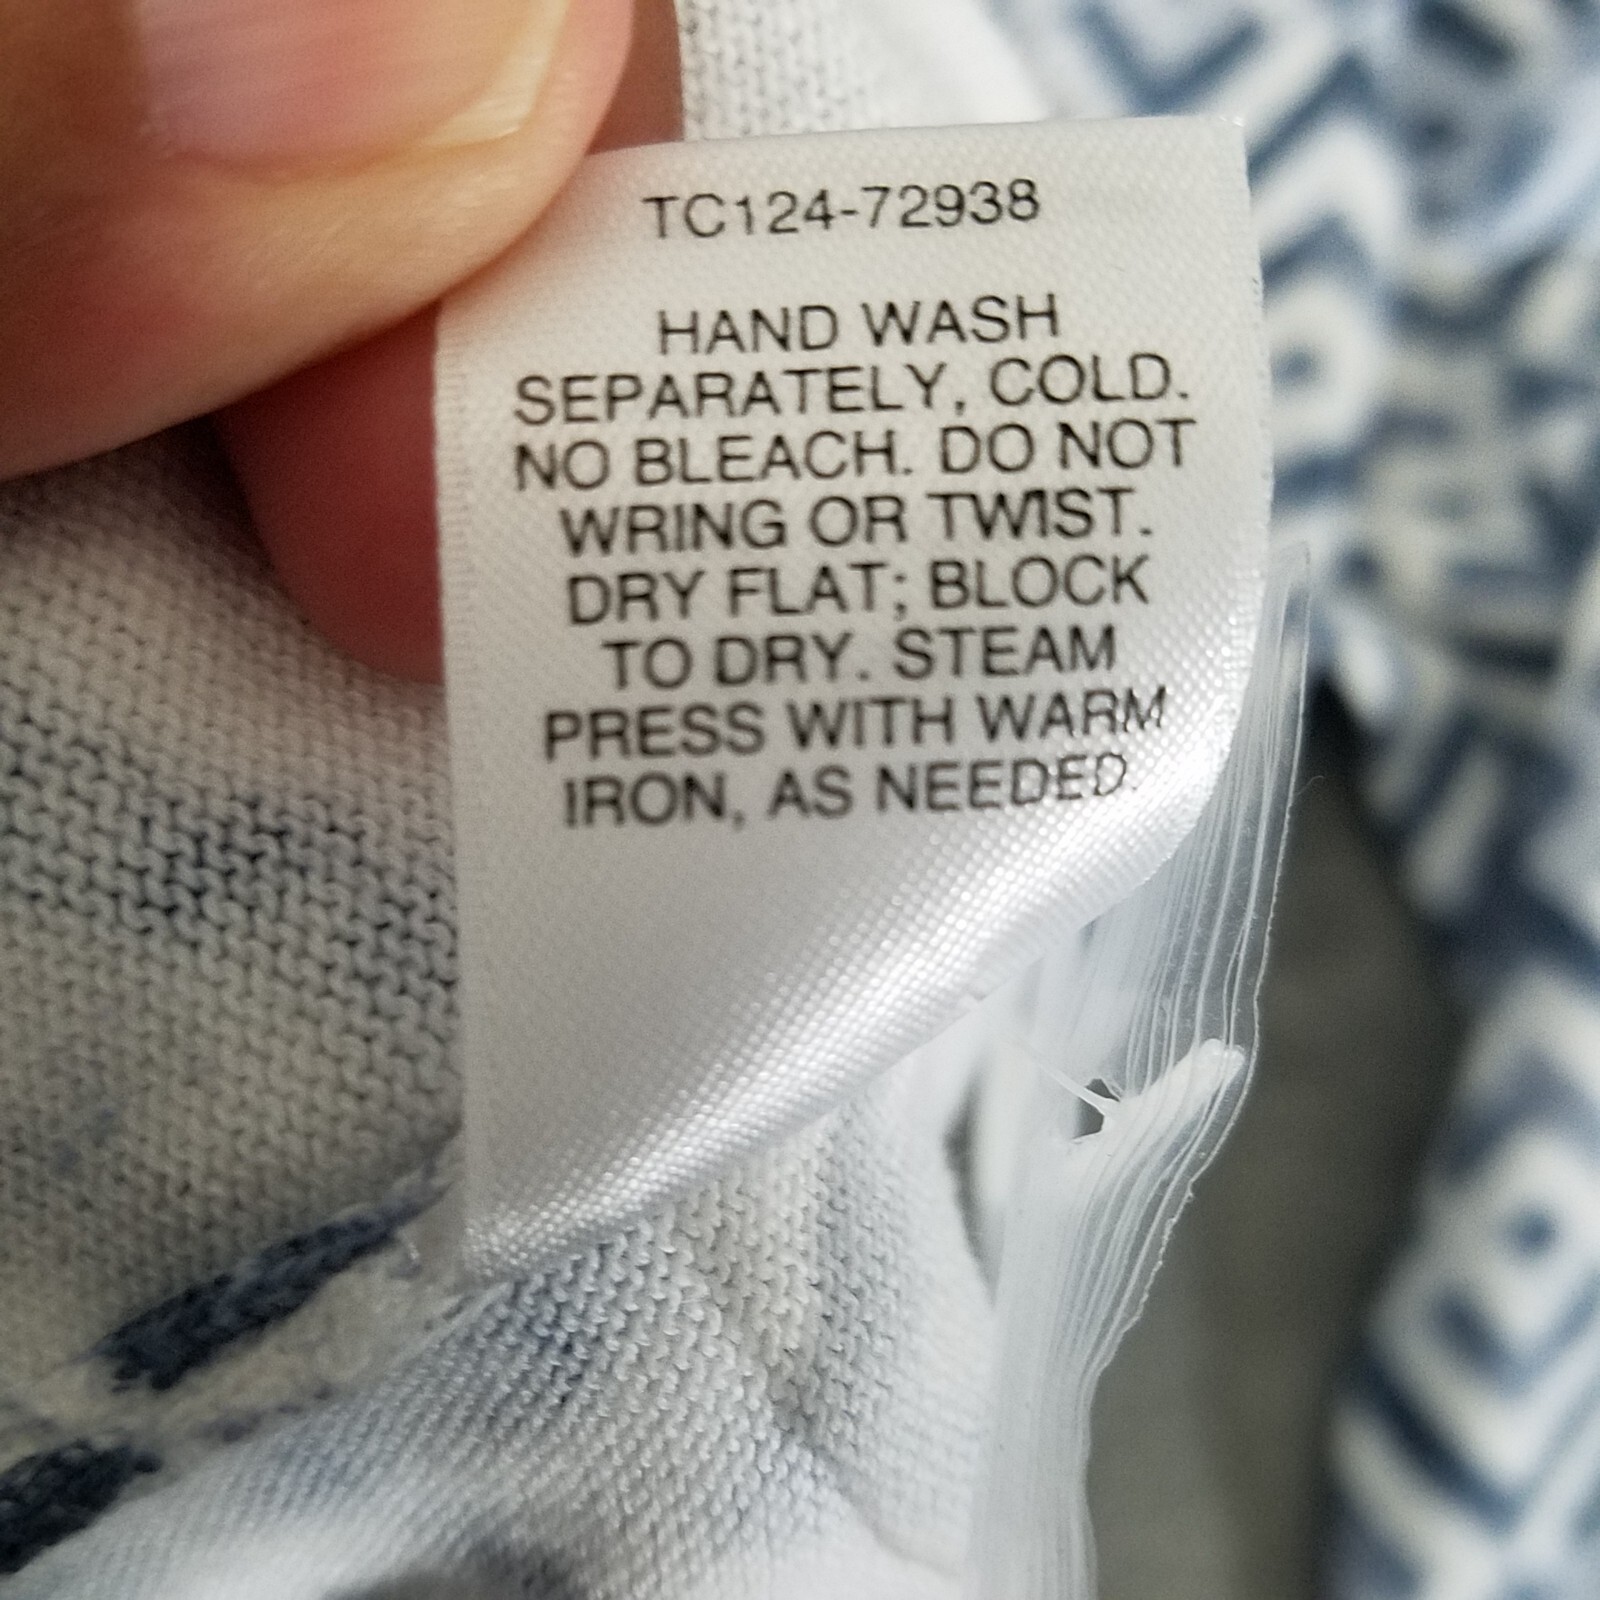 TC124-72938
HAND WASH
SEPARATELY, COLD.
NO BLEACH. DO NOT
WRING OR TWIST.
DRY FLAT; BLOCK
TO DRY. STEAM
PRESS WITH WARM
IRON, AS NEEDED.